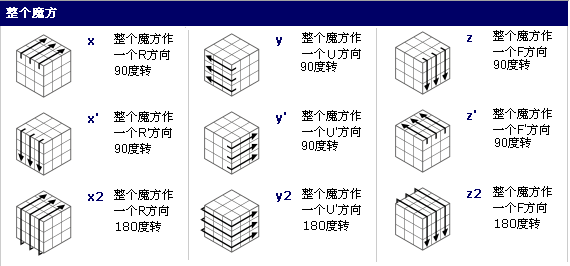 整个魔方
x 整个魔方作
一个R方向
90度转
y 整个魔方作
一个U方向
90度转
z 整个魔方作
一个F方向
90度转
x' 整个魔方作
一个R'方向
90度转
y' 整个魔方作
一个U'方向
90度转
z' 整个魔方作
一个F'方向
90度转
x2 整个魔方作
一个R方向
180度转
y2 整个魔方作
一个U'方向
180度转
z2 整个魔方作
一个F方向
180度转